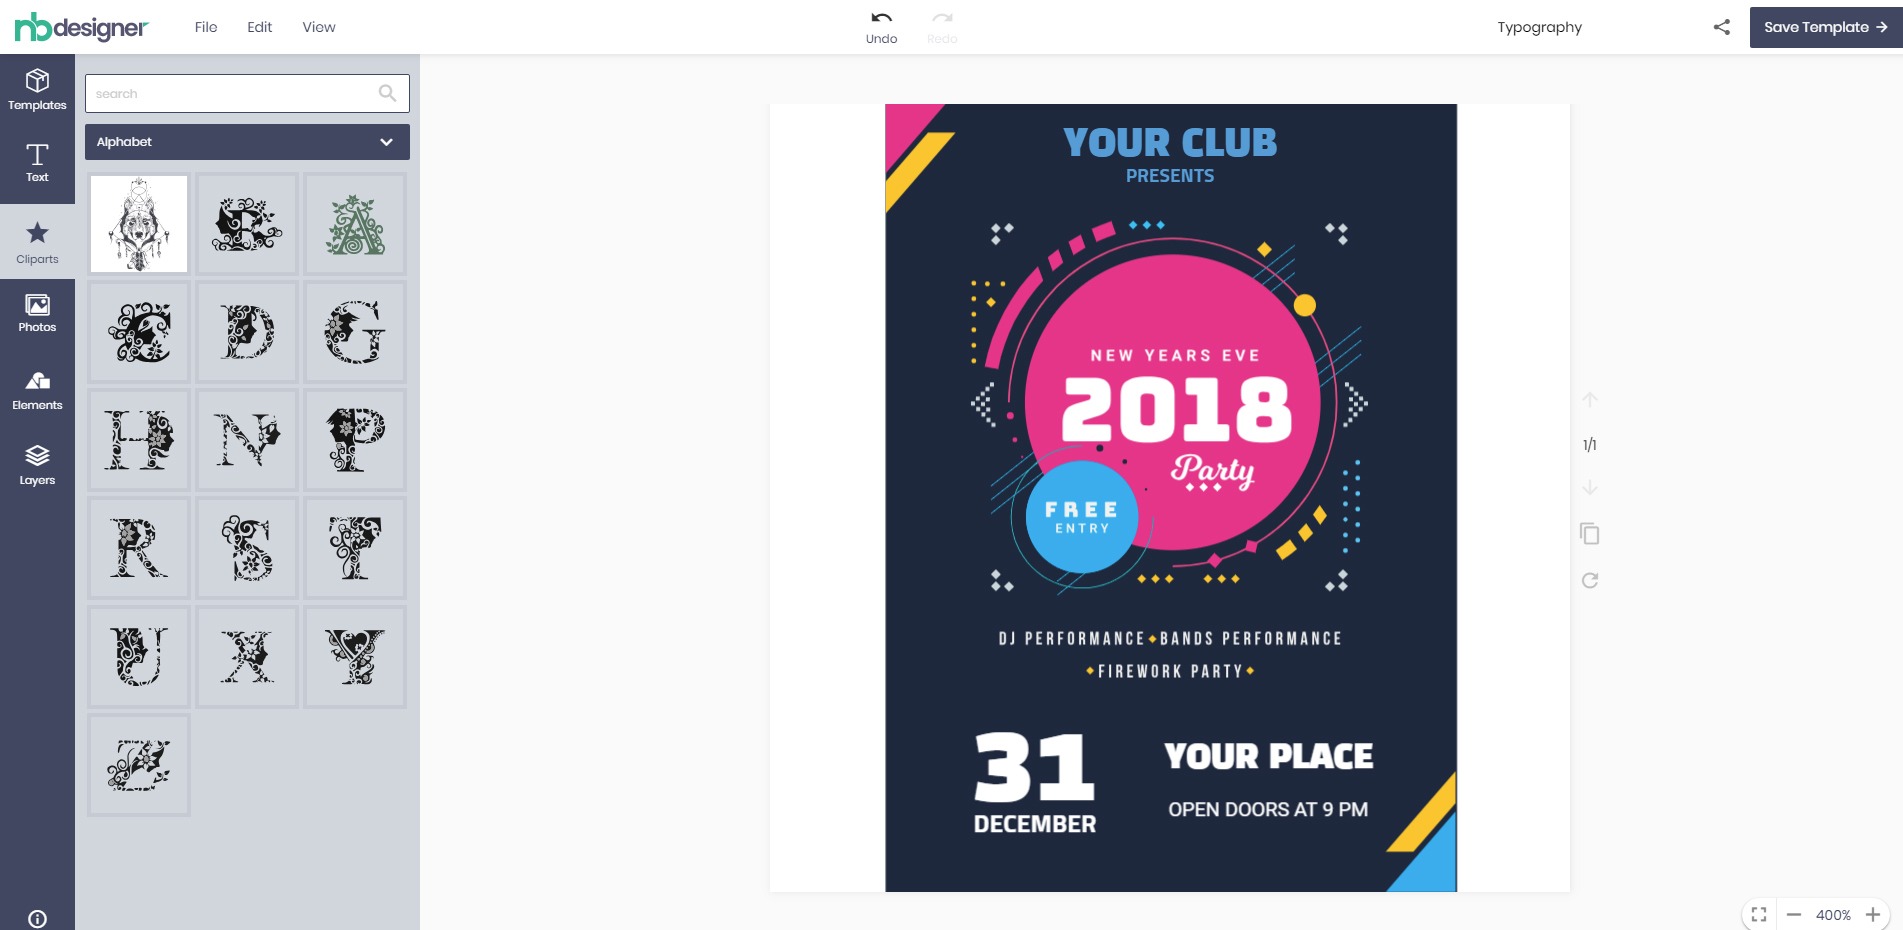 nbdesigner
File
Edit
View
Undo
Redo
Typography
Save Template
Templates
Text
Cliparts
Photos
Elements
Layers
search
Alphabet
E
A
C
D
G
H
N
P
R
S
T
U
X
Y
Z
YOUR CLUB
PRESENTS
NEW YEARS EVE
2018
Party
FREE
ENTRY
DJ PERFORMANCE◆BANDS PERFORMANCE
◆FIREWORK PARTY◆
31
DECEMBER
YOUR PLACE
OPEN DOORS AT 9 PM
1/1
400%